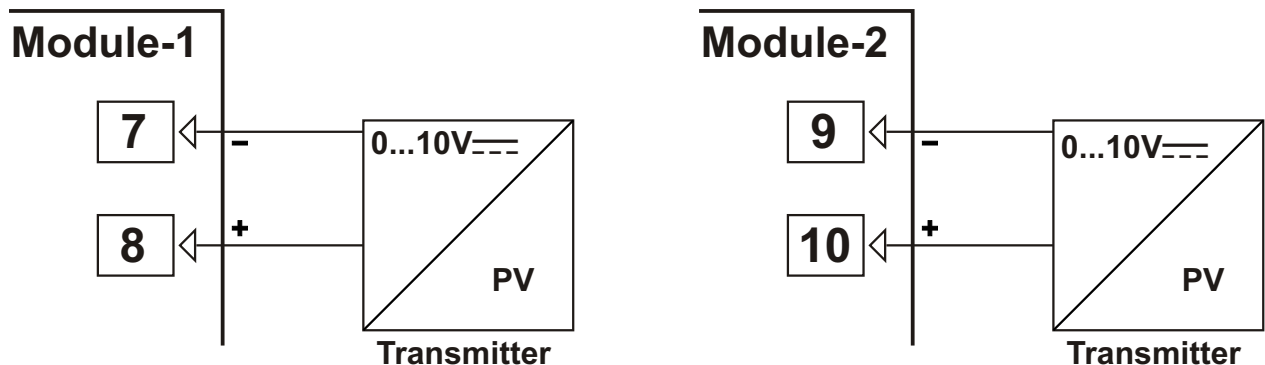 Module-1
7
-
0...10V
8
+
PV
Transmitter
Module-2
9
-
0...10V
10
+
PV
Transmitter